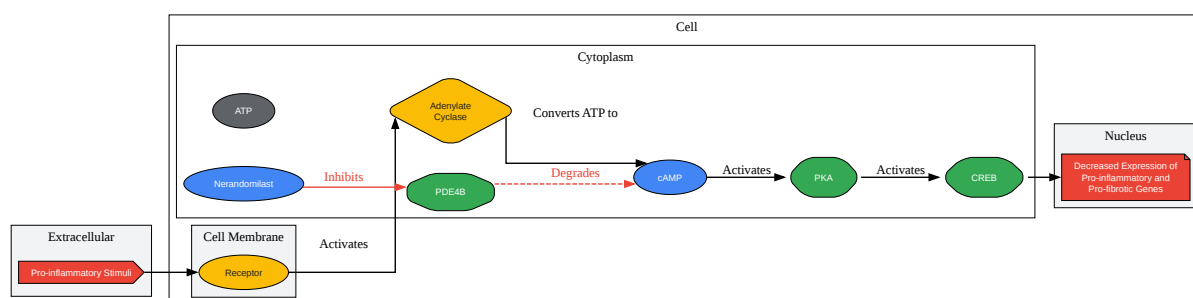 Cell
Cytoplasm
ATP
Adenylate
Cyclase
Converts ATP to
Nerandomilast
Inhibits
PDE4B
Degrades
cAMP
Activates
PKA
Activates
CREB
Nucleus
Decreased Expression of
Pro-inflammatory and
Pro-fibrotic Genes
Extracellular
Pro-inflammatory Stimuli
Cell Membrane
Receptor
Activates